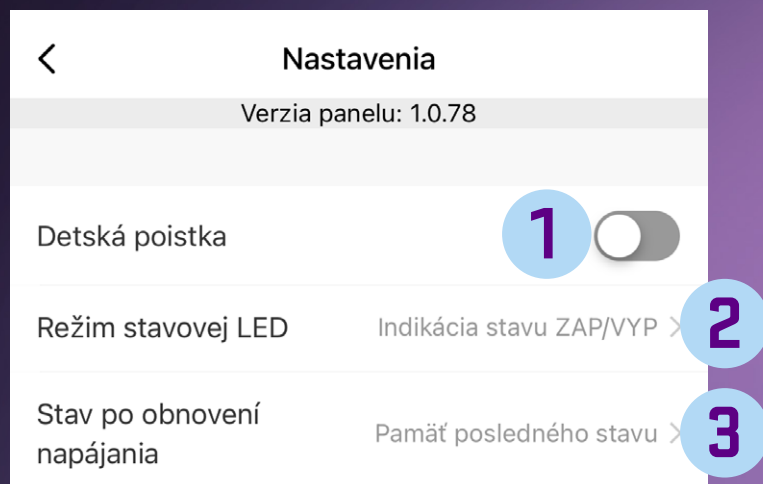 Nastavenia
Verzia panelu: 1.0.78
Detská poistka
1
Režim stavovej LED
Indikácia stavu ZAP/VYP
2
Stav po obnovení
napájania
Pamäť posledného stavu
3